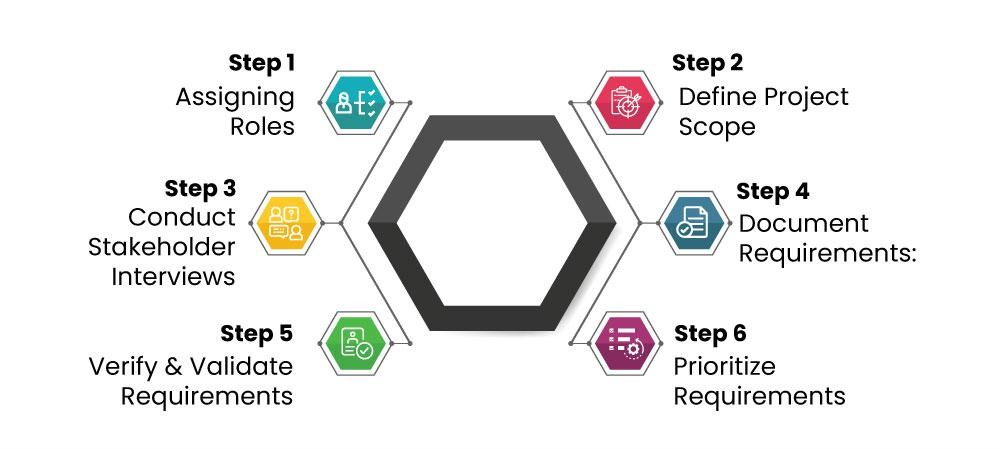 Step 1
Assigning
Roles
Step 2
Define Project
Scope
Step 3
Conduct
Stakeholder
Interviews
Step 4
Document
Requirements:
Step 5
Verify & Validate
Requirements
Step 6
Prioritize
Requirements